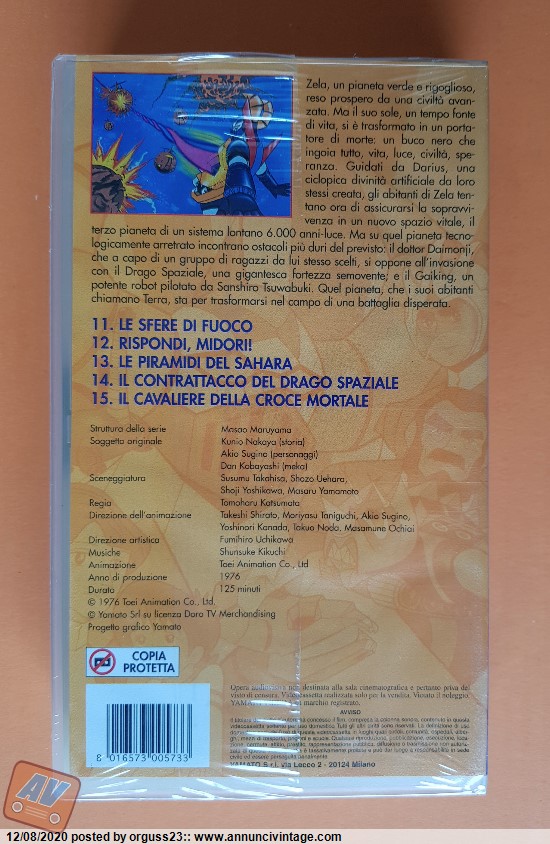 Zela, un pianeta verde e rigoglioso,
reso prospero da una civiltà avan-
zata. Ma il suo sole, un tempo fonte
di vita, si è trasformato in un porta-
tore di morte: un buco nero che
ingoia tutto, vita, luce, civiltà, spe-
ranza. Guidati da Darius, una
ciclopica divinità artificiale da loro
stessi creata, gli abitanti di Zela ten-
tano ora di assicurarsi la sopravvi-
venza in un nuovo spazio vitale, il
terzo pianeta di un sistema lontano 6.000 anni-luce. Ma su quel pianeta tecno-
logicamente arretrato incontrano ostacoli più duri del previsto: il dottor Daimonji,
che a capo di un gruppo di ragazzi da lui stesso scelti, si oppone all'invasione
con il Drago Spaziale, una gigantesca fortezza semovente; e il Gaiking, un
potente robot pilotato da Sanshiro Tsuwabuki. Quel pianeta, che i suoi abitanti
chiamano Terra, sta per trasformarsi nel campo di una battaglia disperata.
11. LE SFERE DI FUOCO
12. RISPONDI, MIDORI!
13. LE PIRAMIDI DEL SAHARA
14. IL CONTRATTACCO DEL DRAGO SPAZIALE
15. IL CAVALIERE DELLA CROCE MORTALE
Struttura della serie Masao Maruyama
Soggetto originale Kunio Nakaya (storia)
Akio Sugino (personaggi)
Dan Kobayashi (meka)
Sceneggiatura Susumu Takahisa, Shozo Uehara,
Shoji Yoshikawa, Masaru Yamamoto
Regia Tomoharu Katsumata
Direzione dell'animazione Takeshi Shirato, Moriyasu Taniguchi, Akio Sugino,
Yoshinori Kanada, Tokuo Noda, Masamune Ochiai
Direzione artistica Fumihiro Uchikawa
Musiche Shunsuke Kikuchi
Animazione Toei Animation Co., Ltd
Anno di produzione 1976
Durata 125 minuti
© 1976 Toei Animation Co., Ltd.
© Yamato Srl su licenza Doro TV Merchandising
Progetto grafico Yamato
COPIA
PROTETTA
8 016573 005733
AVVISO
YAMATO S.r.l. via Lecco 2 - 20124 Milano
AV
12/08/2020 posted by orguss23:: www.annuncivintage.com